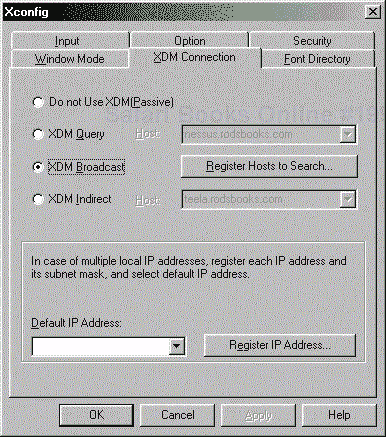 Xconfig
Input Option Security
Window Mode XDM Connection Font Directory
Do not Use XDM(Passive)
Safari Books Online
XDM Query Host: nessus.rodsbooks.com
XDM Broadcast Register Hosts to Search...
XDM Indirect Host: teela.rodsbooks.com
In case of multiple local IP addresses, register each IP address and
its subnet mask, and select default IP address.
Default IP Address:
Register IP Address...
OK Cancel Apply Help